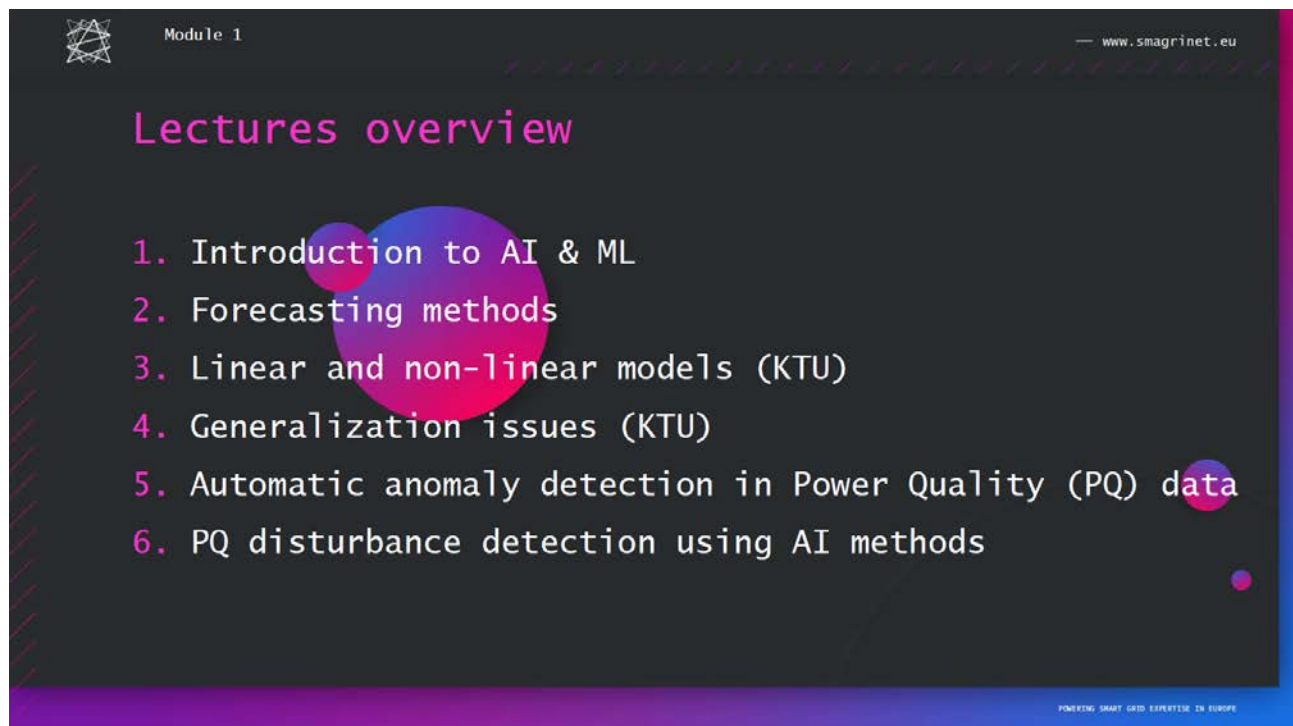 Module 1
— www.smagrinet.eu
Lectures overview
1. Introduction to AI & ML
2. Forecasting methods
3. Linear and non-linear models (KTU)
4. Generalization issues (KTU)
5. Automatic anomaly detection in Power Quality (PQ) data
6. PQ disturbance detection using AI methods
POWERING SMART GRID EXPERTISE IN EUROPE